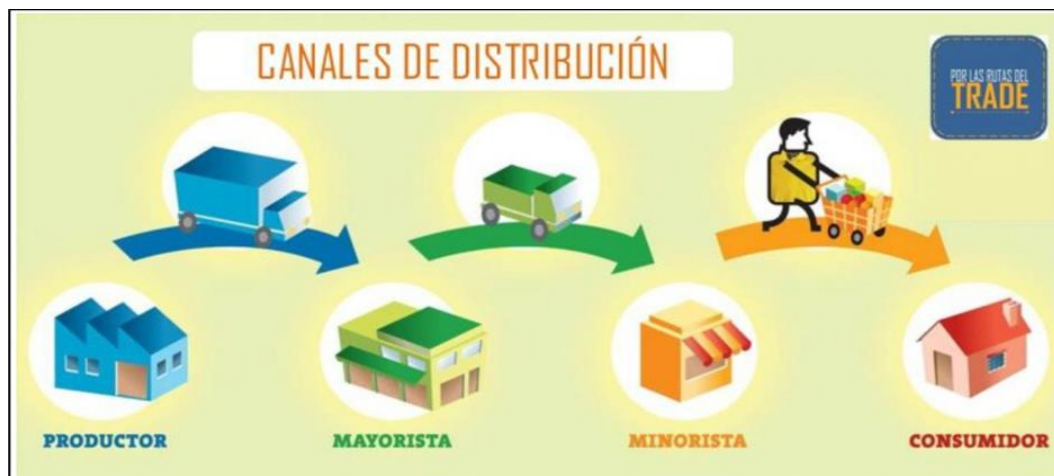 CANALES DE DISTRIBUCIÓN
POR LAS RUTAS DEL
TRADE
PRODUCTOR
MAYORISTA
MINORISTA
CONSUMIDOR